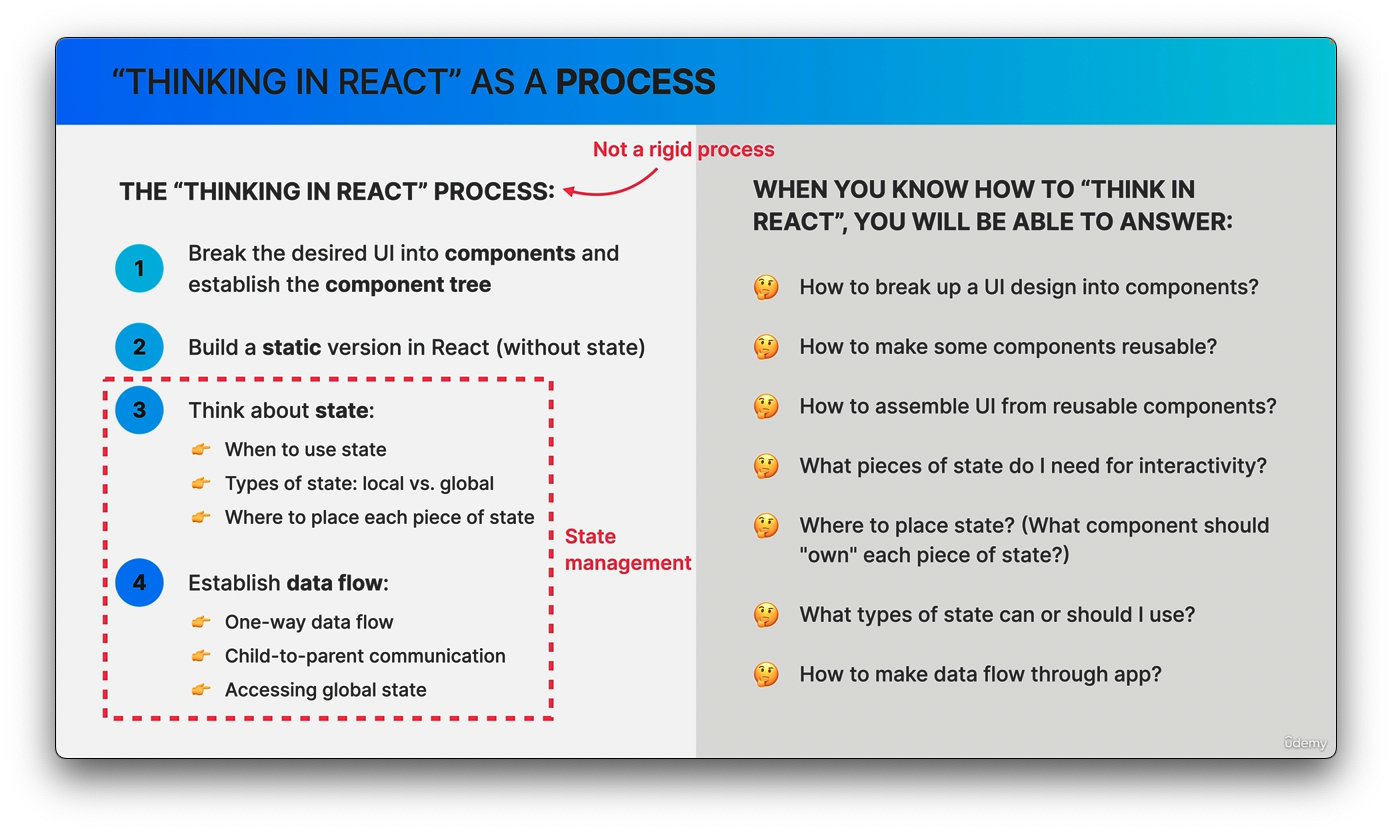 “THINKING IN REACT” AS A PROCESS
Not a rigid process
THE “THINKING IN REACT” PROCESS:
1
Break the desired UI into components and
establish the component tree
2
Build a static version in React (without state)
3
Think about state:
👉 When to use state
👉 Types of state: local vs. global
👉 Where to place each piece of state
State
management
4
Establish data flow:
👉 One-way data flow
👉 Child-to-parent communication
👉 Accessing global state
WHEN YOU KNOW HOW TO “THINK IN
REACT”, YOU WILL BE ABLE TO ANSWER:
🤔 How to break up a UI design into components?
🤔 How to make some components reusable?
🤔 How to assemble UI from reusable components?
🤔 What pieces of state do I need for interactivity?
🤔 Where to place state? (What component should
"own" each piece of state?)
🤔 What types of state can or should I use?
🤔 How to make data flow through app?
ûdemy